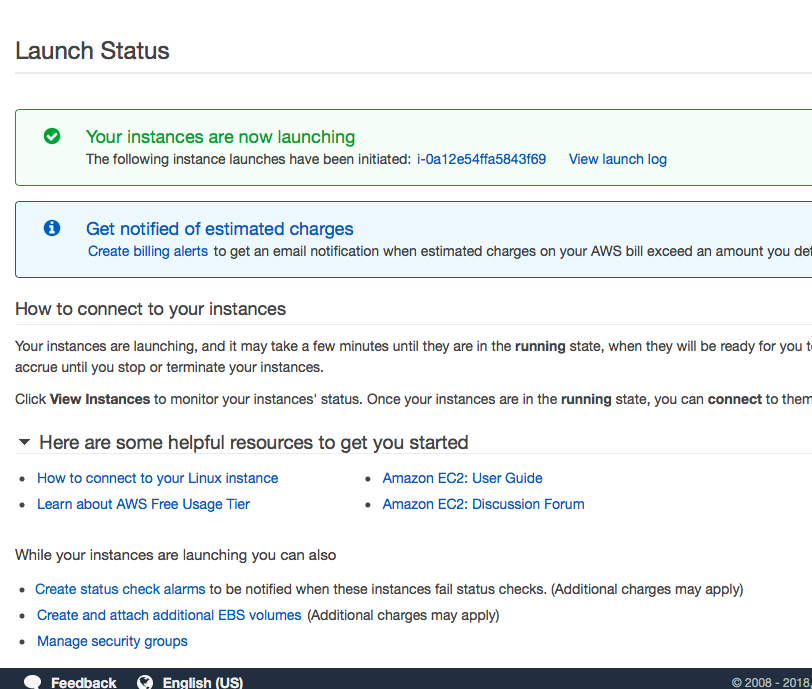 Launch Status
Your instances are now launching
The following instance launches have been initiated: i-0a12e54ffa5843f69 View launch log
Get notified of estimated charges
Create billing alerts to get an email notification when estimated charges on your AWS bill exceed an amount you
How to connect to your instances
Your instances are launching, and it may take a few minutes until they are in the running state, when they will be ready for you
accrue until you stop or terminate your instances.
Click View Instances to monitor your instances' status. Once your instances are in the running state, you can connect to them
Here are some helpful resources to get you started
How to connect to your Linux instance
Learn about AWS Free Usage Tier
Amazon EC2: User Guide
Amazon EC2: Discussion Forum
While your instances are launching you can also
Create status check alarms to be notified when these instances fail status checks. (Additional charges may apply)
Create and attach additional EBS volumes (Additional charges may apply)
Manage security groups
Feedback English (US) © 2008 - 2018,